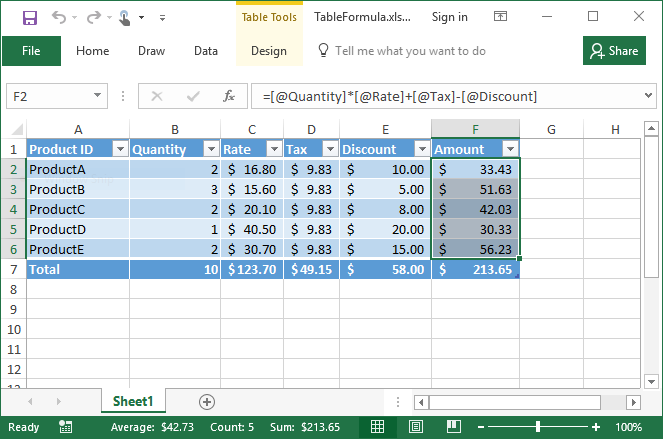 Table Tools TableFormula.xls... Sign in
File Home Draw Data Design Tell me what you want to do Share
F2 fx =[@Quantity]*[@Rate]+[@Tax]-[@Discount]
A B C D E F G H
1 Product ID Quantity Rate Tax Discount Amount
2 ProductA 2 $ 16.80 $ 9.83 $ 10.00 $ 33.43
3 ProductB 3 $ 15.60 $ 9.83 $ 5.00 $ 51.63
4 ProductC 2 $ 20.10 $ 9.83 $ 8.00 $ 42.03
5 ProductD 1 $ 40.50 $ 9.83 $ 20.00 $ 30.33
6 ProductE 2 $ 30.70 $ 9.83 $ 15.00 $ 56.23
7 Total 10 $123.70 $49.15 $ 58.00 $ 213.65
8
9
10
11
12
Sheet1
Ready Average: $42.73 Count: 5 Sum: $213.65 100%